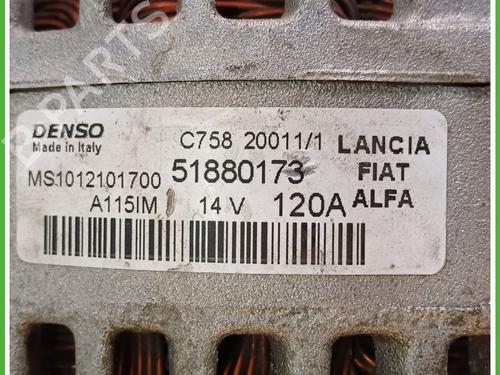 DENSO
Made in Italy
C758 20011/1
LANCIA
MS1012101700
51880173
FIAT
A115IM
14 V
120A
ALFA